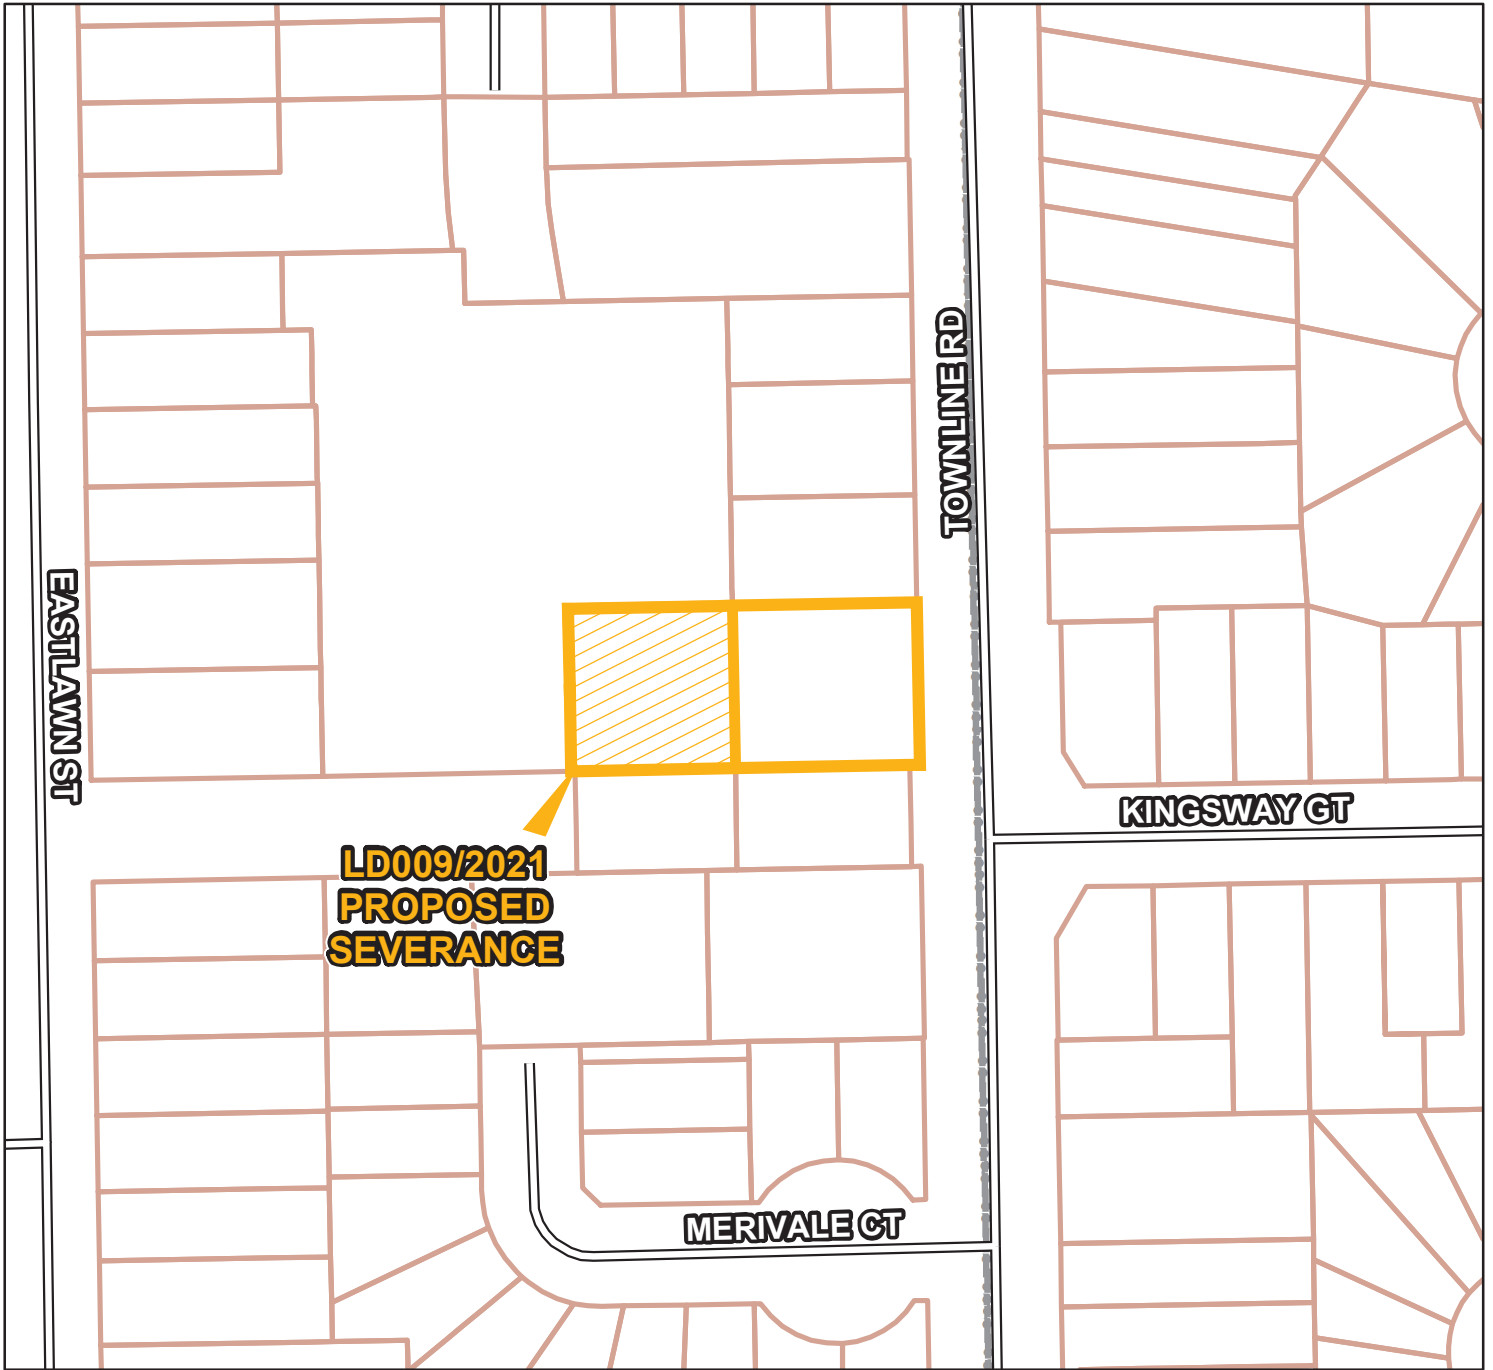 TOWNLINE RD
EASTLAWN ST
KINGSWAY GT
LD009/2021
PROPOSED
SEVERANCE
MERIVALE CT